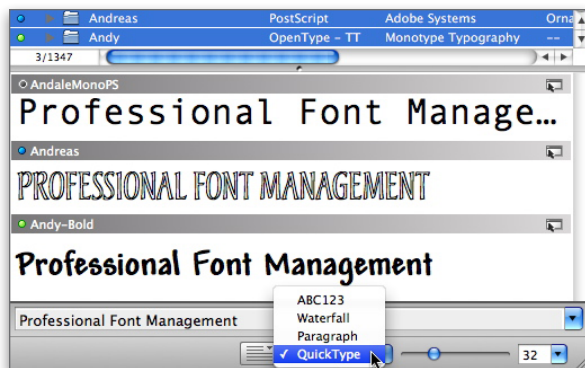 Andreas PostScript Adobe Systems Orna
Andy OpenType - TT Monotype Typography --
3/1347
AndaleMonoPS
Professional Font Manage…
Andreas
PROFESSIONAL FONT MANAGEMENT
Andy-Bold
Professional Font Management
ABC123
Waterfall
Professional Font Management
Paragraph
✓ QuickType
32